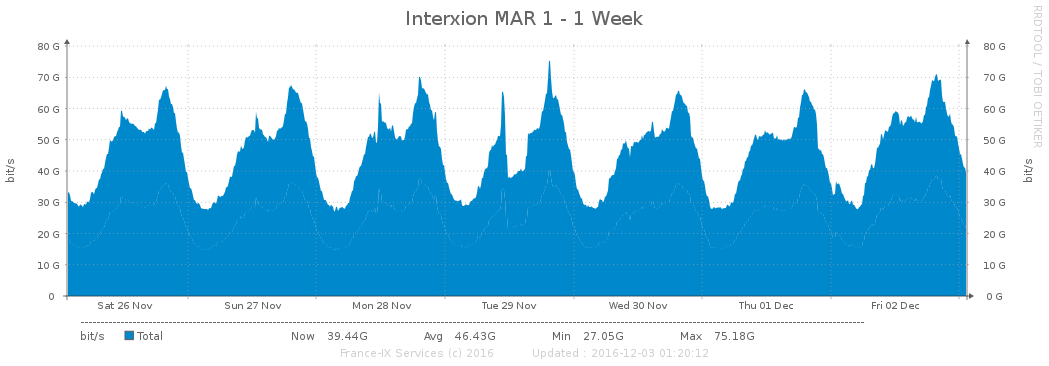 Interxion MAR 1 - 1 Week
RRDTOOL / TOBI OETIKER
bit/s
bit/s
80 G 80 G
70 G 70 G
60 G 60 G
50 G 50 G
40 G 40 G
30 G 30 G
20 G 20 G
10 G 10 G
0 0 G
Sat 26 Nov Sun 27 Nov Mon 28 Nov Tue 29 Nov Wed 30 Nov Thu 01 Dec Fri 02 Dec
bit/s Total Now 39.44G Avg 46.43G Min 27.05G Max 75.18G
France-IX Services (c) 2016 Updated : 2016-12-03 01:20:12